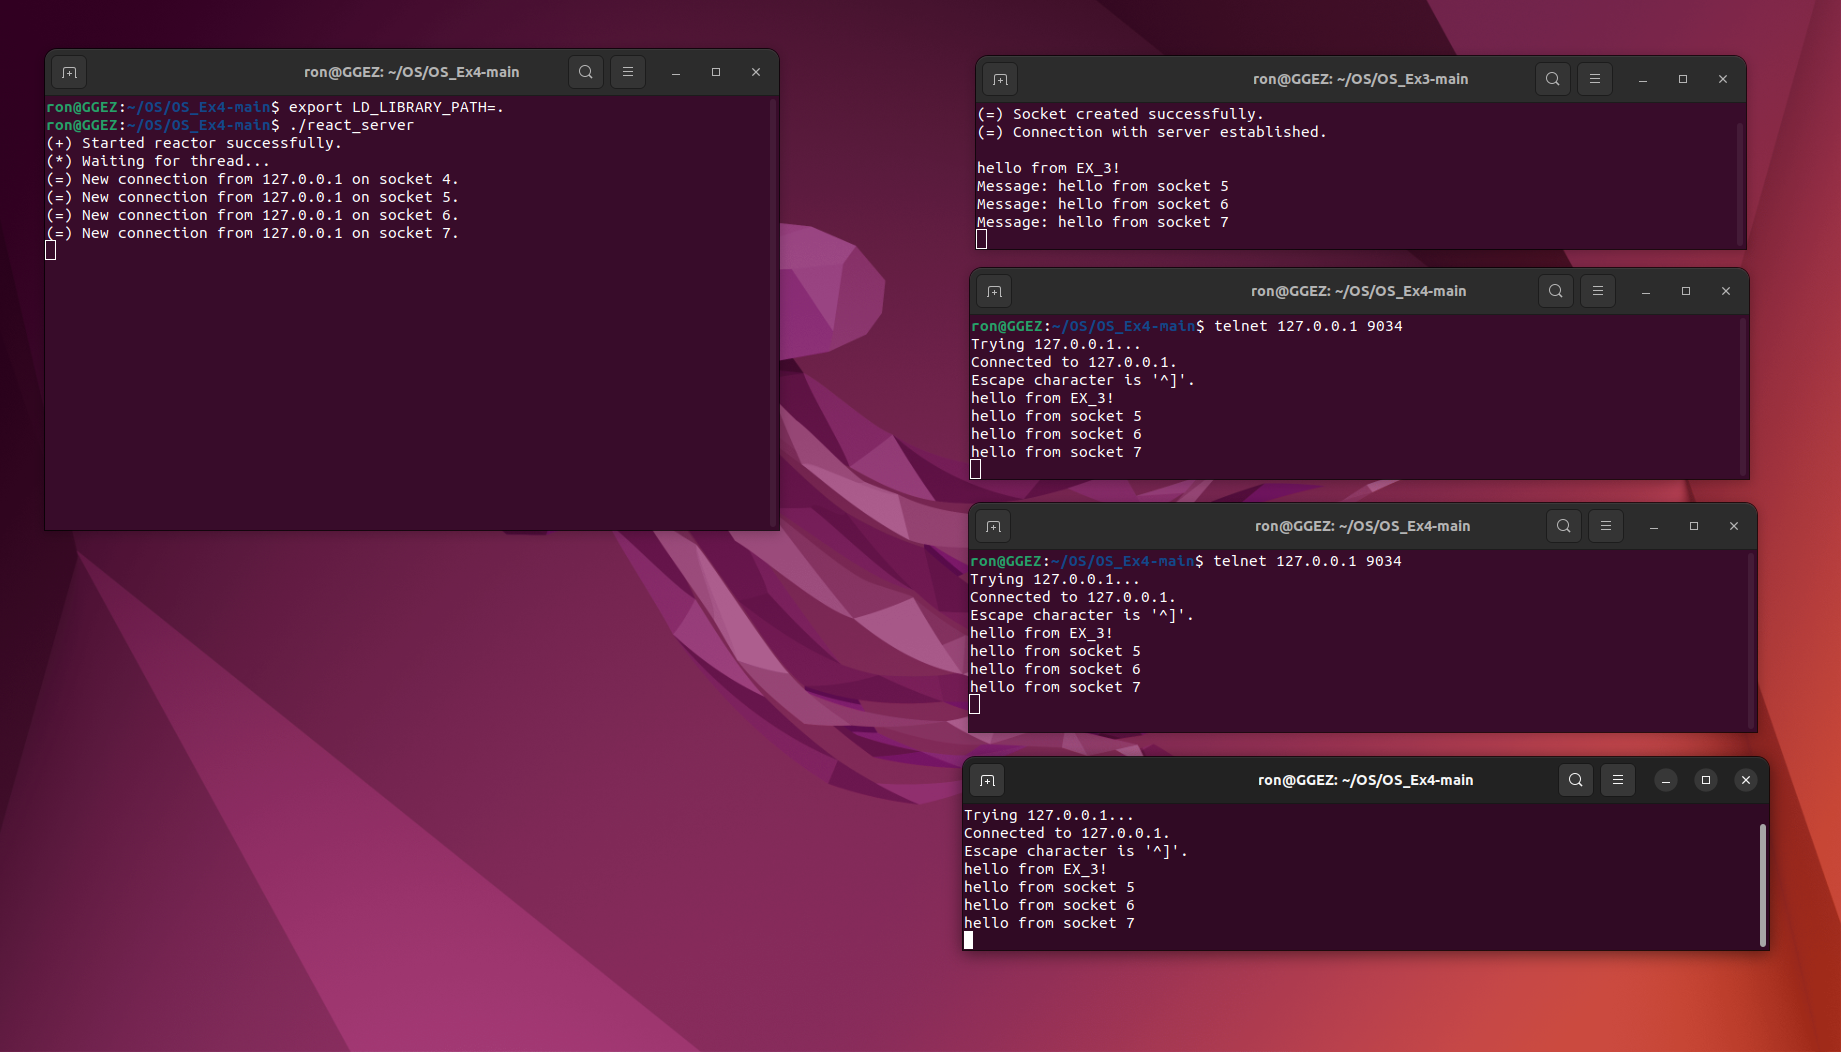 ron@GGEZ: ~/OS/OS_Ex4-main
ron@GGEZ:~/OS/OS_Ex4-main$ export LD_LIBRARY_PATH=.
ron@GGEZ:~/OS/OS_Ex4-main$ ./react_server
(+) Started reactor successfully.
(*) Waiting for thread...
(=) New connection from 127.0.0.1 on socket 4.
(=) New connection from 127.0.0.1 on socket 5.
(=) New connection from 127.0.0.1 on socket 6.
(=) New connection from 127.0.0.1 on socket 7.
ron@GGEZ: ~/OS/OS_Ex3-main
(=) Socket created successfully.
(=) Connection with server established.
hello from EX_3!
Message: hello from socket 5
Message: hello from socket 6
Message: hello from socket 7
ron@GGEZ: ~/OS/OS_Ex4-main
ron@GGEZ:~/OS/OS_Ex4-main$ telnet 127.0.0.1 9034
Trying 127.0.0.1...
Connected to 127.0.0.1.
Escape character is '^]'.
hello from EX_3!
hello from socket 5
hello from socket 6
hello from socket 7
ron@GGEZ: ~/OS/OS_Ex4-main
ron@GGEZ:~/OS/OS_Ex4-main$ telnet 127.0.0.1 9034
Trying 127.0.0.1...
Connected to 127.0.0.1.
Escape character is '^]'.
hello from EX_3!
hello from socket 5
hello from socket 6
hello from socket 7
ron@GGEZ: ~/OS/OS_Ex4-main
Trying 127.0.0.1...
Connected to 127.0.0.1.
Escape character is '^]'.
hello from EX_3!
hello from socket 5
hello from socket 6
hello from socket 7